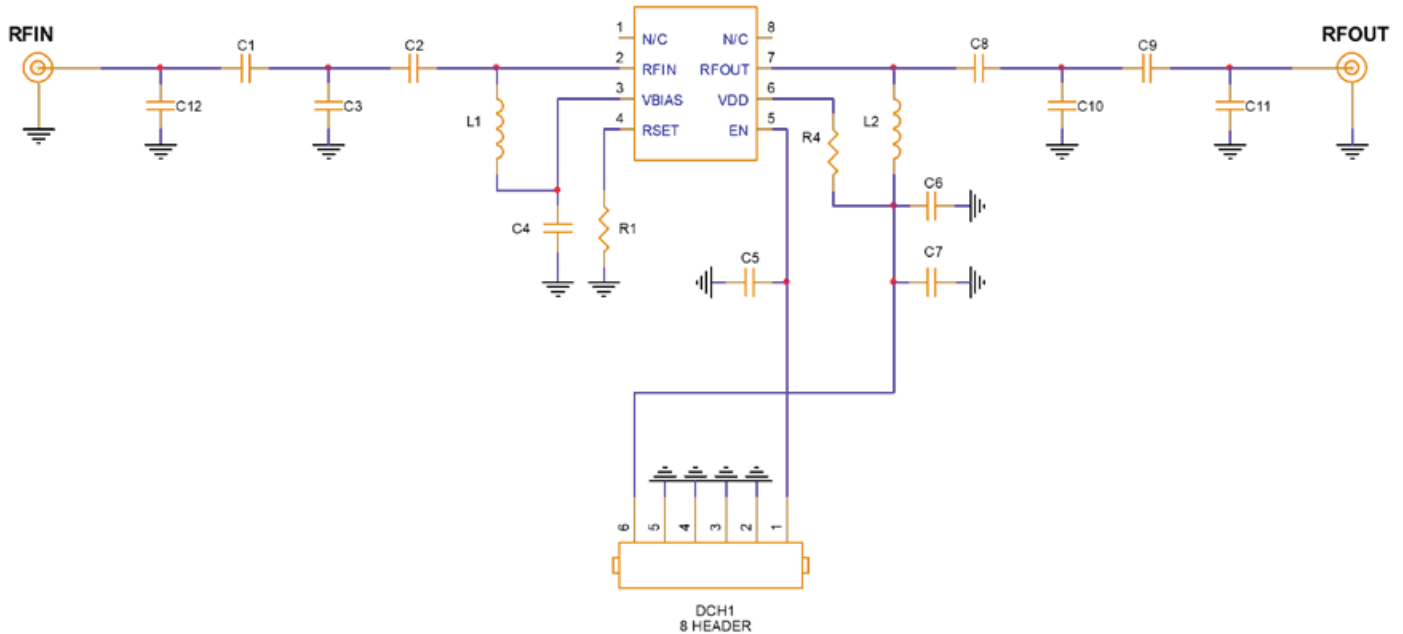 RFIN
RFOUT
C1
C2
C12
C3
L1
C4
R1
1
2
3
4
N/C
RFIN
VBIAS
RSET
N/C
RFOUT
VDD
EN
8
7
6
5
R4
L2
C8
C9
C10
C11
C6
C7
C5
6
5
4
3
2
1
DCH1
8 HEADER